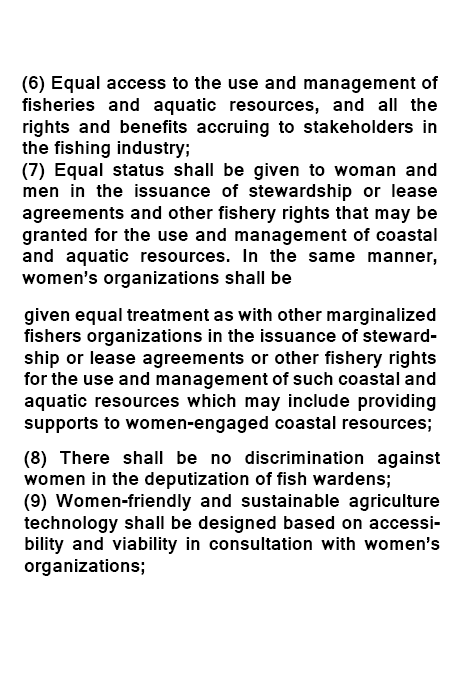 (6) Equal access to the use and management of
fisheries and aquatic resources, and all the
rights and benefits accruing to stakeholders in
the fishing industry;
(7) Equal status shall be given to woman and
men in the issuance of stewardship or lease
agreements and other fishery rights that may be
granted for the use and management of coastal
and aquatic resources. In the same manner,
women’s organizations shall be
given equal treatment as with other marginalized
fishers organizations in the issuance of steward-
ship or lease agreements or other fishery rights
for the use and management of such coastal and
aquatic resources which may include providing
supports to women-engaged coastal resources;
(8) There shall be no discrimination against
women in the deputization of fish wardens;
(9) Women-friendly and sustainable agriculture
technology shall be designed based on accessi-
bility and viability in consultation with women’s
organizations;